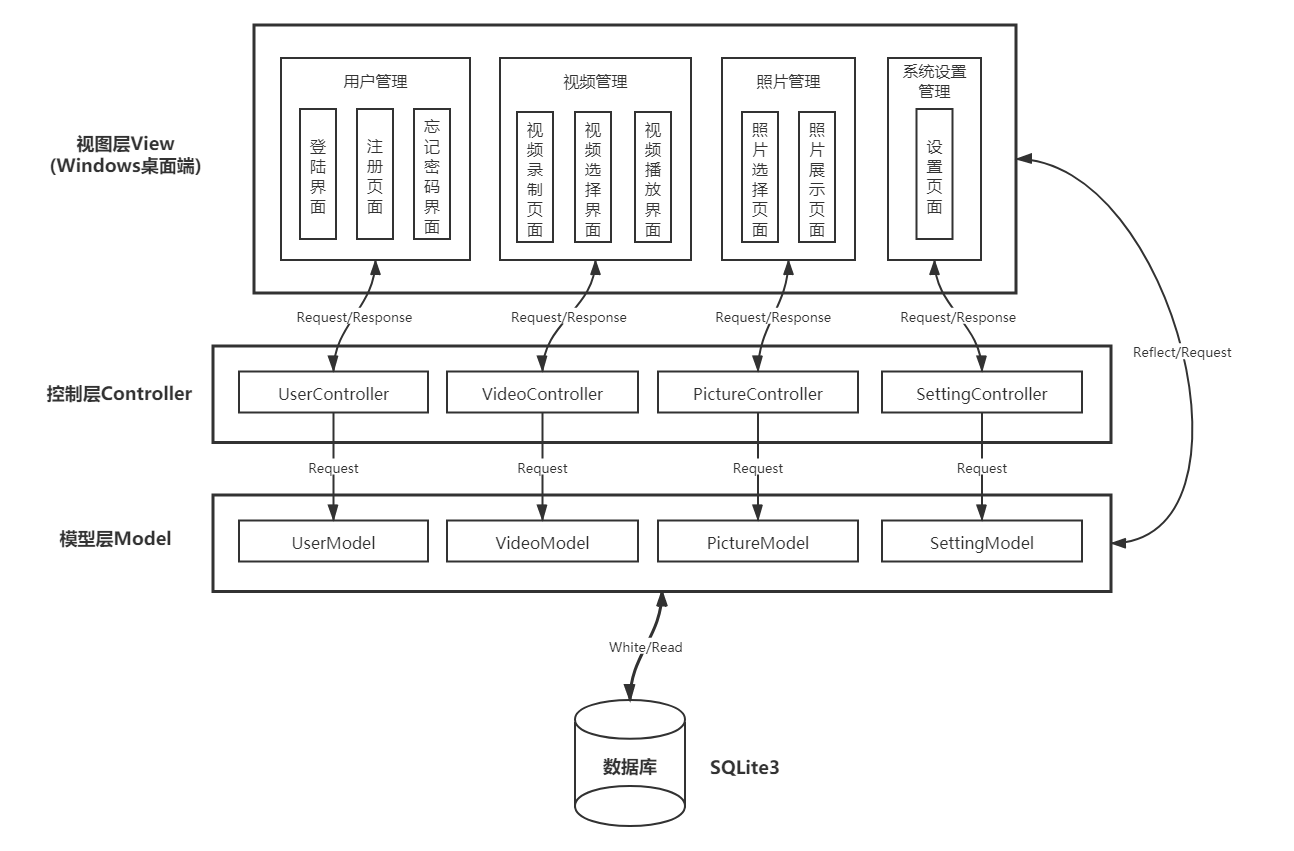 视图层View
(Windows桌面端)
用户管理
登陆界面
注册页面
忘记密码界面
视频管理
视频录制页面
视频选择界面
视频播放界面
照片管理
照片选择页面
照片展示页面
系统设置
管理
设置页面
Request/Response
Request/Response
Request/Response
Request/Response
Reflect/Request
控制层Controller
UserController
VideoController
PictureController
SettingController
Request
Request
Request
Request
模型层Model
UserModel
VideoModel
PictureModel
SettingModel
White/Read
数据库
SQLite3